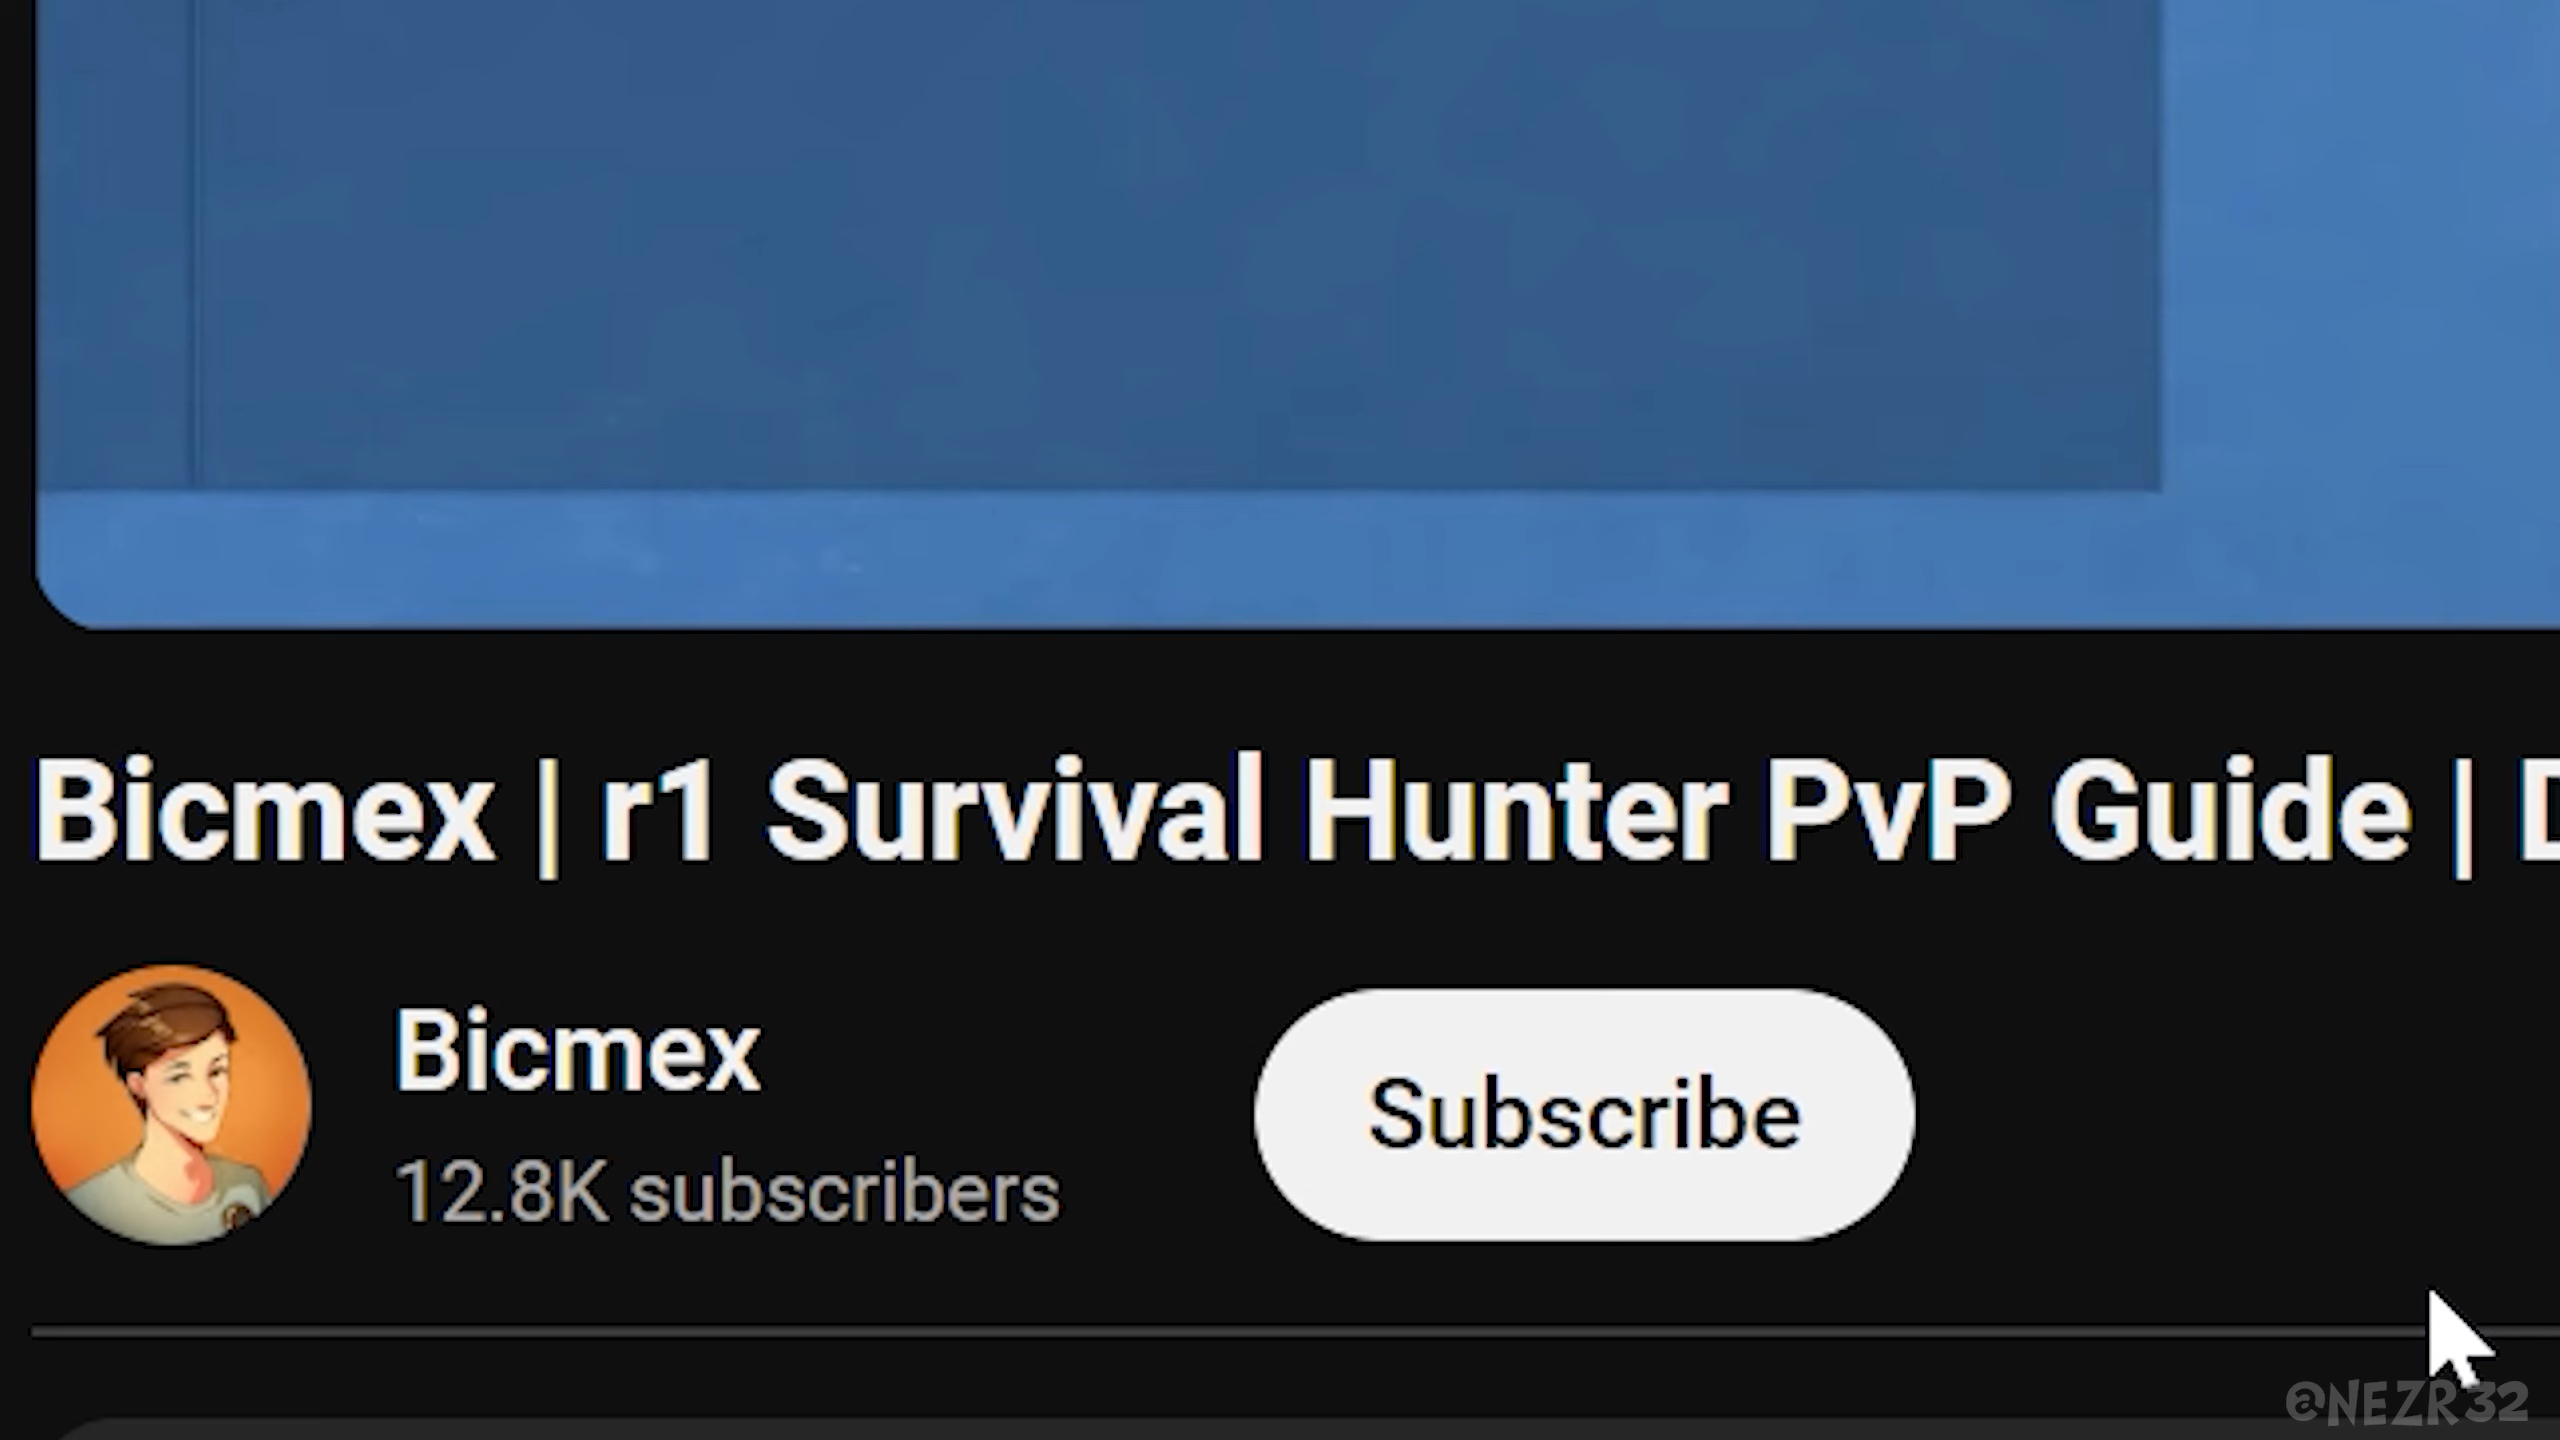 Bicmex | r1 Survival Hunter PvP Guide |
Bicmex
12.8K subscribers
Subscribe
@NEZR32